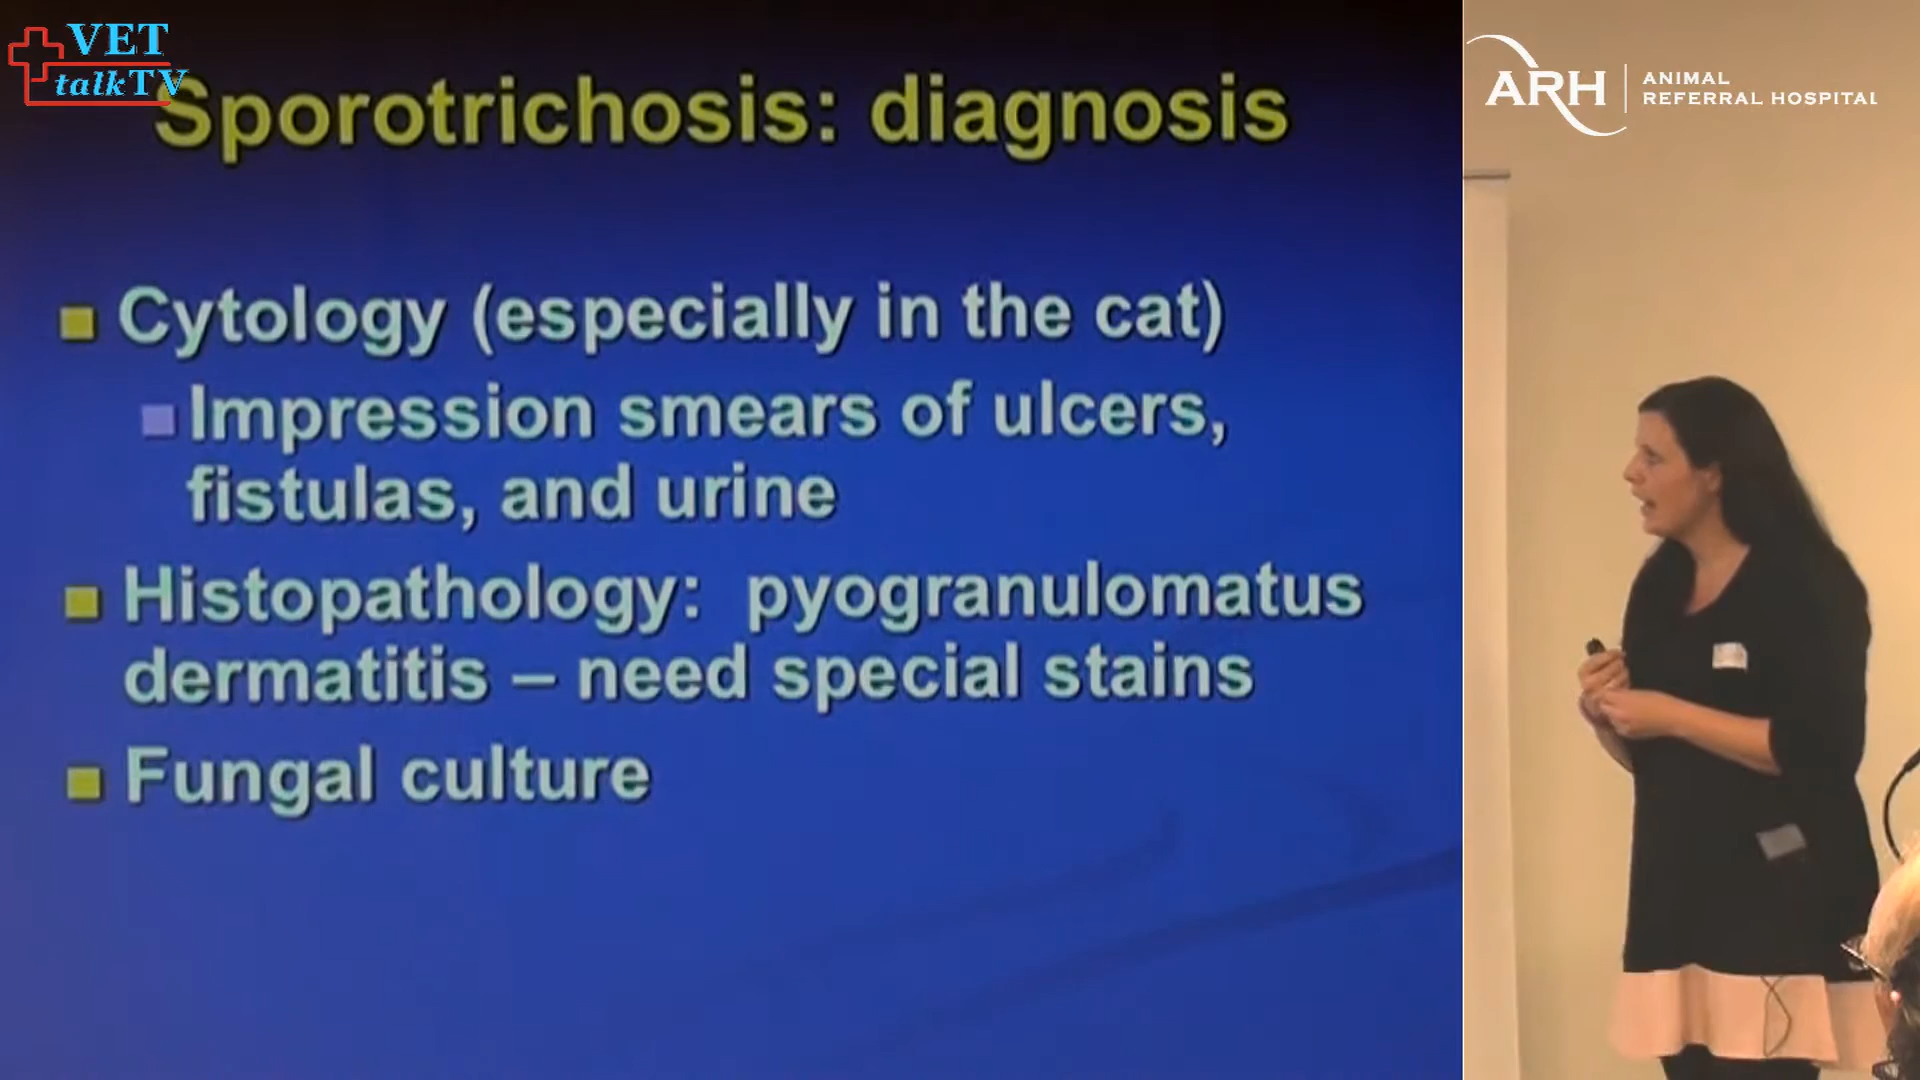 VET
talkTV
Sporotrichosis: diagnosis
Cytology (especially in the cat)
Impression smears of ulcers,
fistulas, and urine
Histopathology: pyogranulomatus
dermatitis – need special stains
Fungal culture
ARH
ANIMAL
REFERRAL HOSPITAL